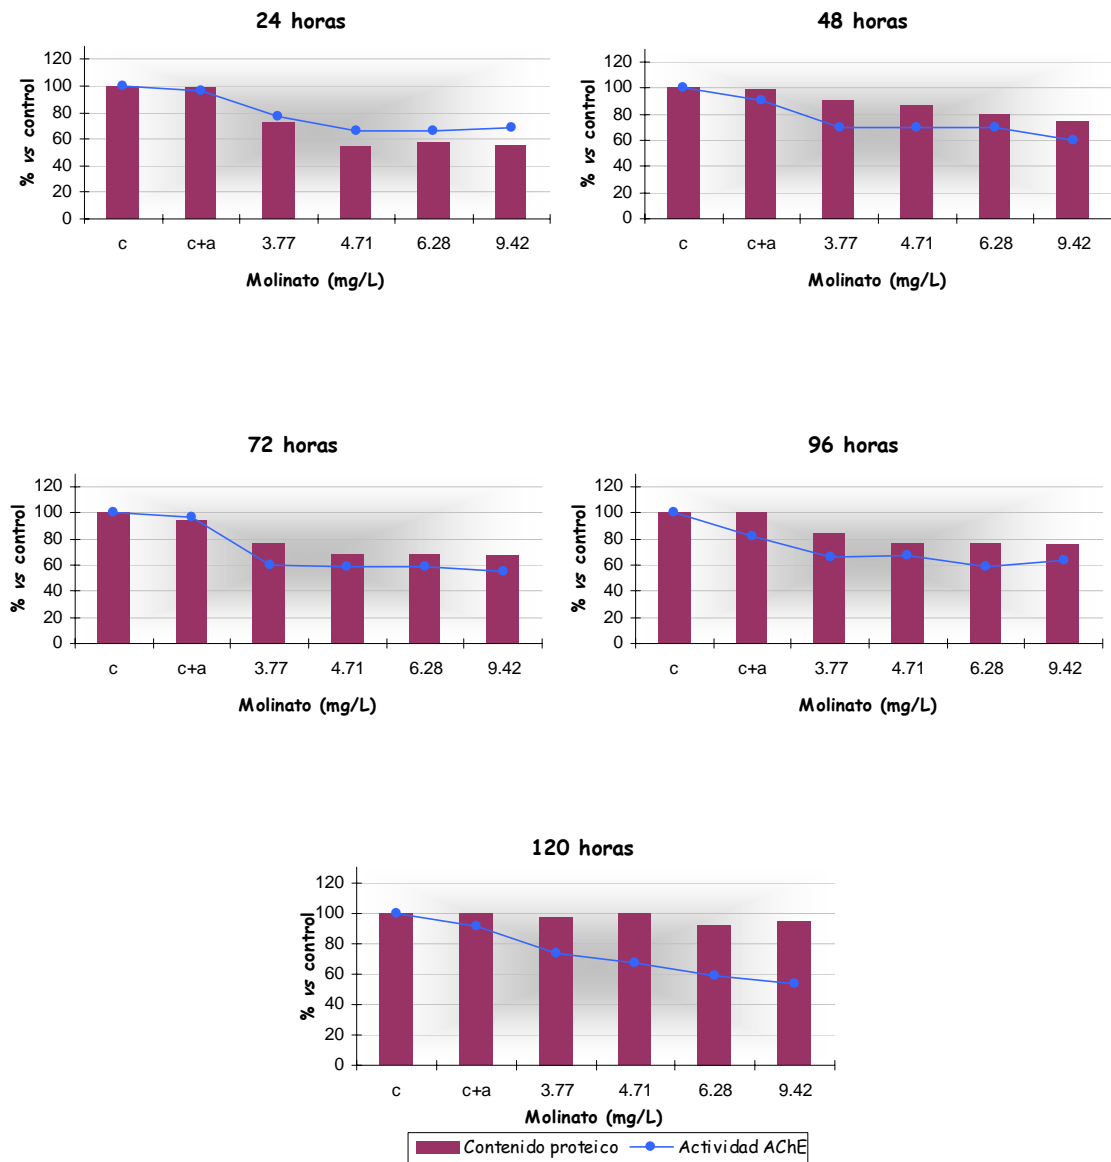 24 horas
120
100
80
60
40
20
0
% vs control
c c+a 3.77 4.71 6.28 9.42
Molinato (mg/L)
48 horas
120
100
80
60
40
20
0
% vs control
c c+a 3.77 4.71 6.28 9.42
Molinato (mg/L)
72 horas
120
100
80
60
40
20
0
% vs control
c c+a 3.77 4.71 6.28 9.42
Molinato (mg/L)
96 horas
120
100
80
60
40
20
0
% vs control
c c+a 3.77 4.71 6.28 9.42
Molinato (mg/L)
120 horas
120
100
80
60
40
20
0
% vs control
c c+a 3.77 4.71 6.28 9.42
Molinato (mg/L)
Contenido proteico Actividad AChE